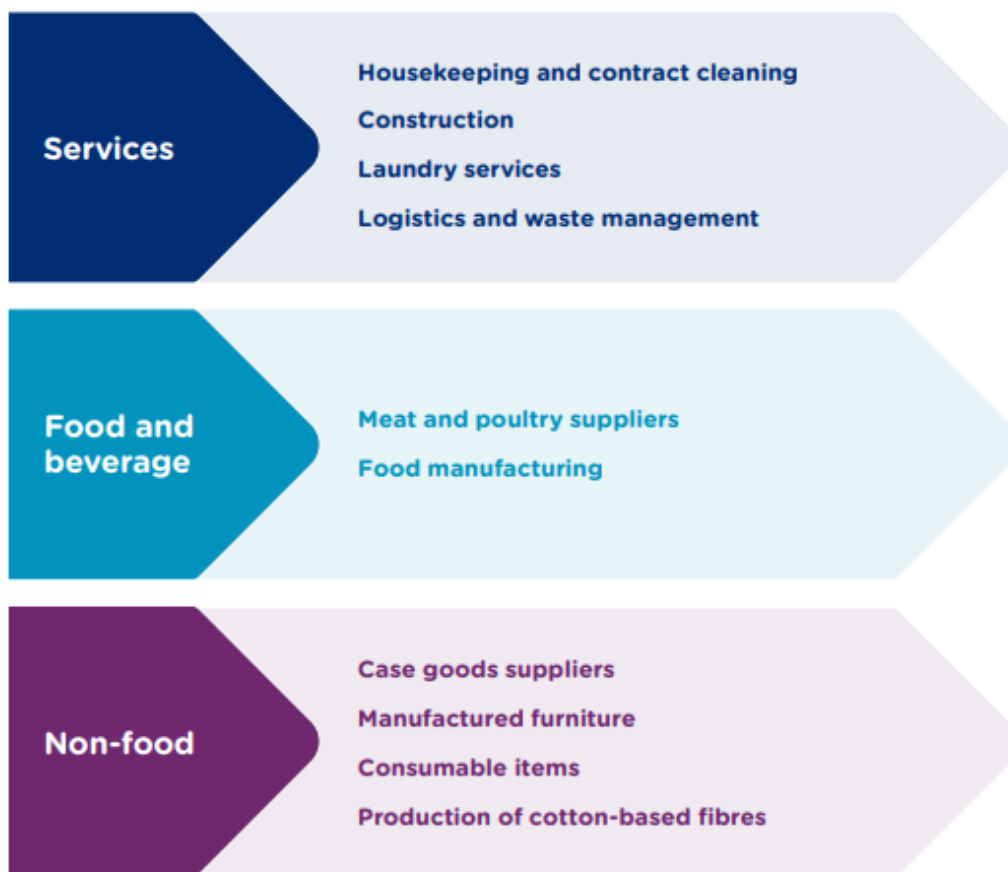 Services
Housekeeping and contract cleaning
Construction
Laundry services
Logistics and waste management
Food and
beverage
Meat and poultry suppliers
Food manufacturing
Non-food
Case goods suppliers
Manufactured furniture
Consumable items
Production of cotton-based fibres